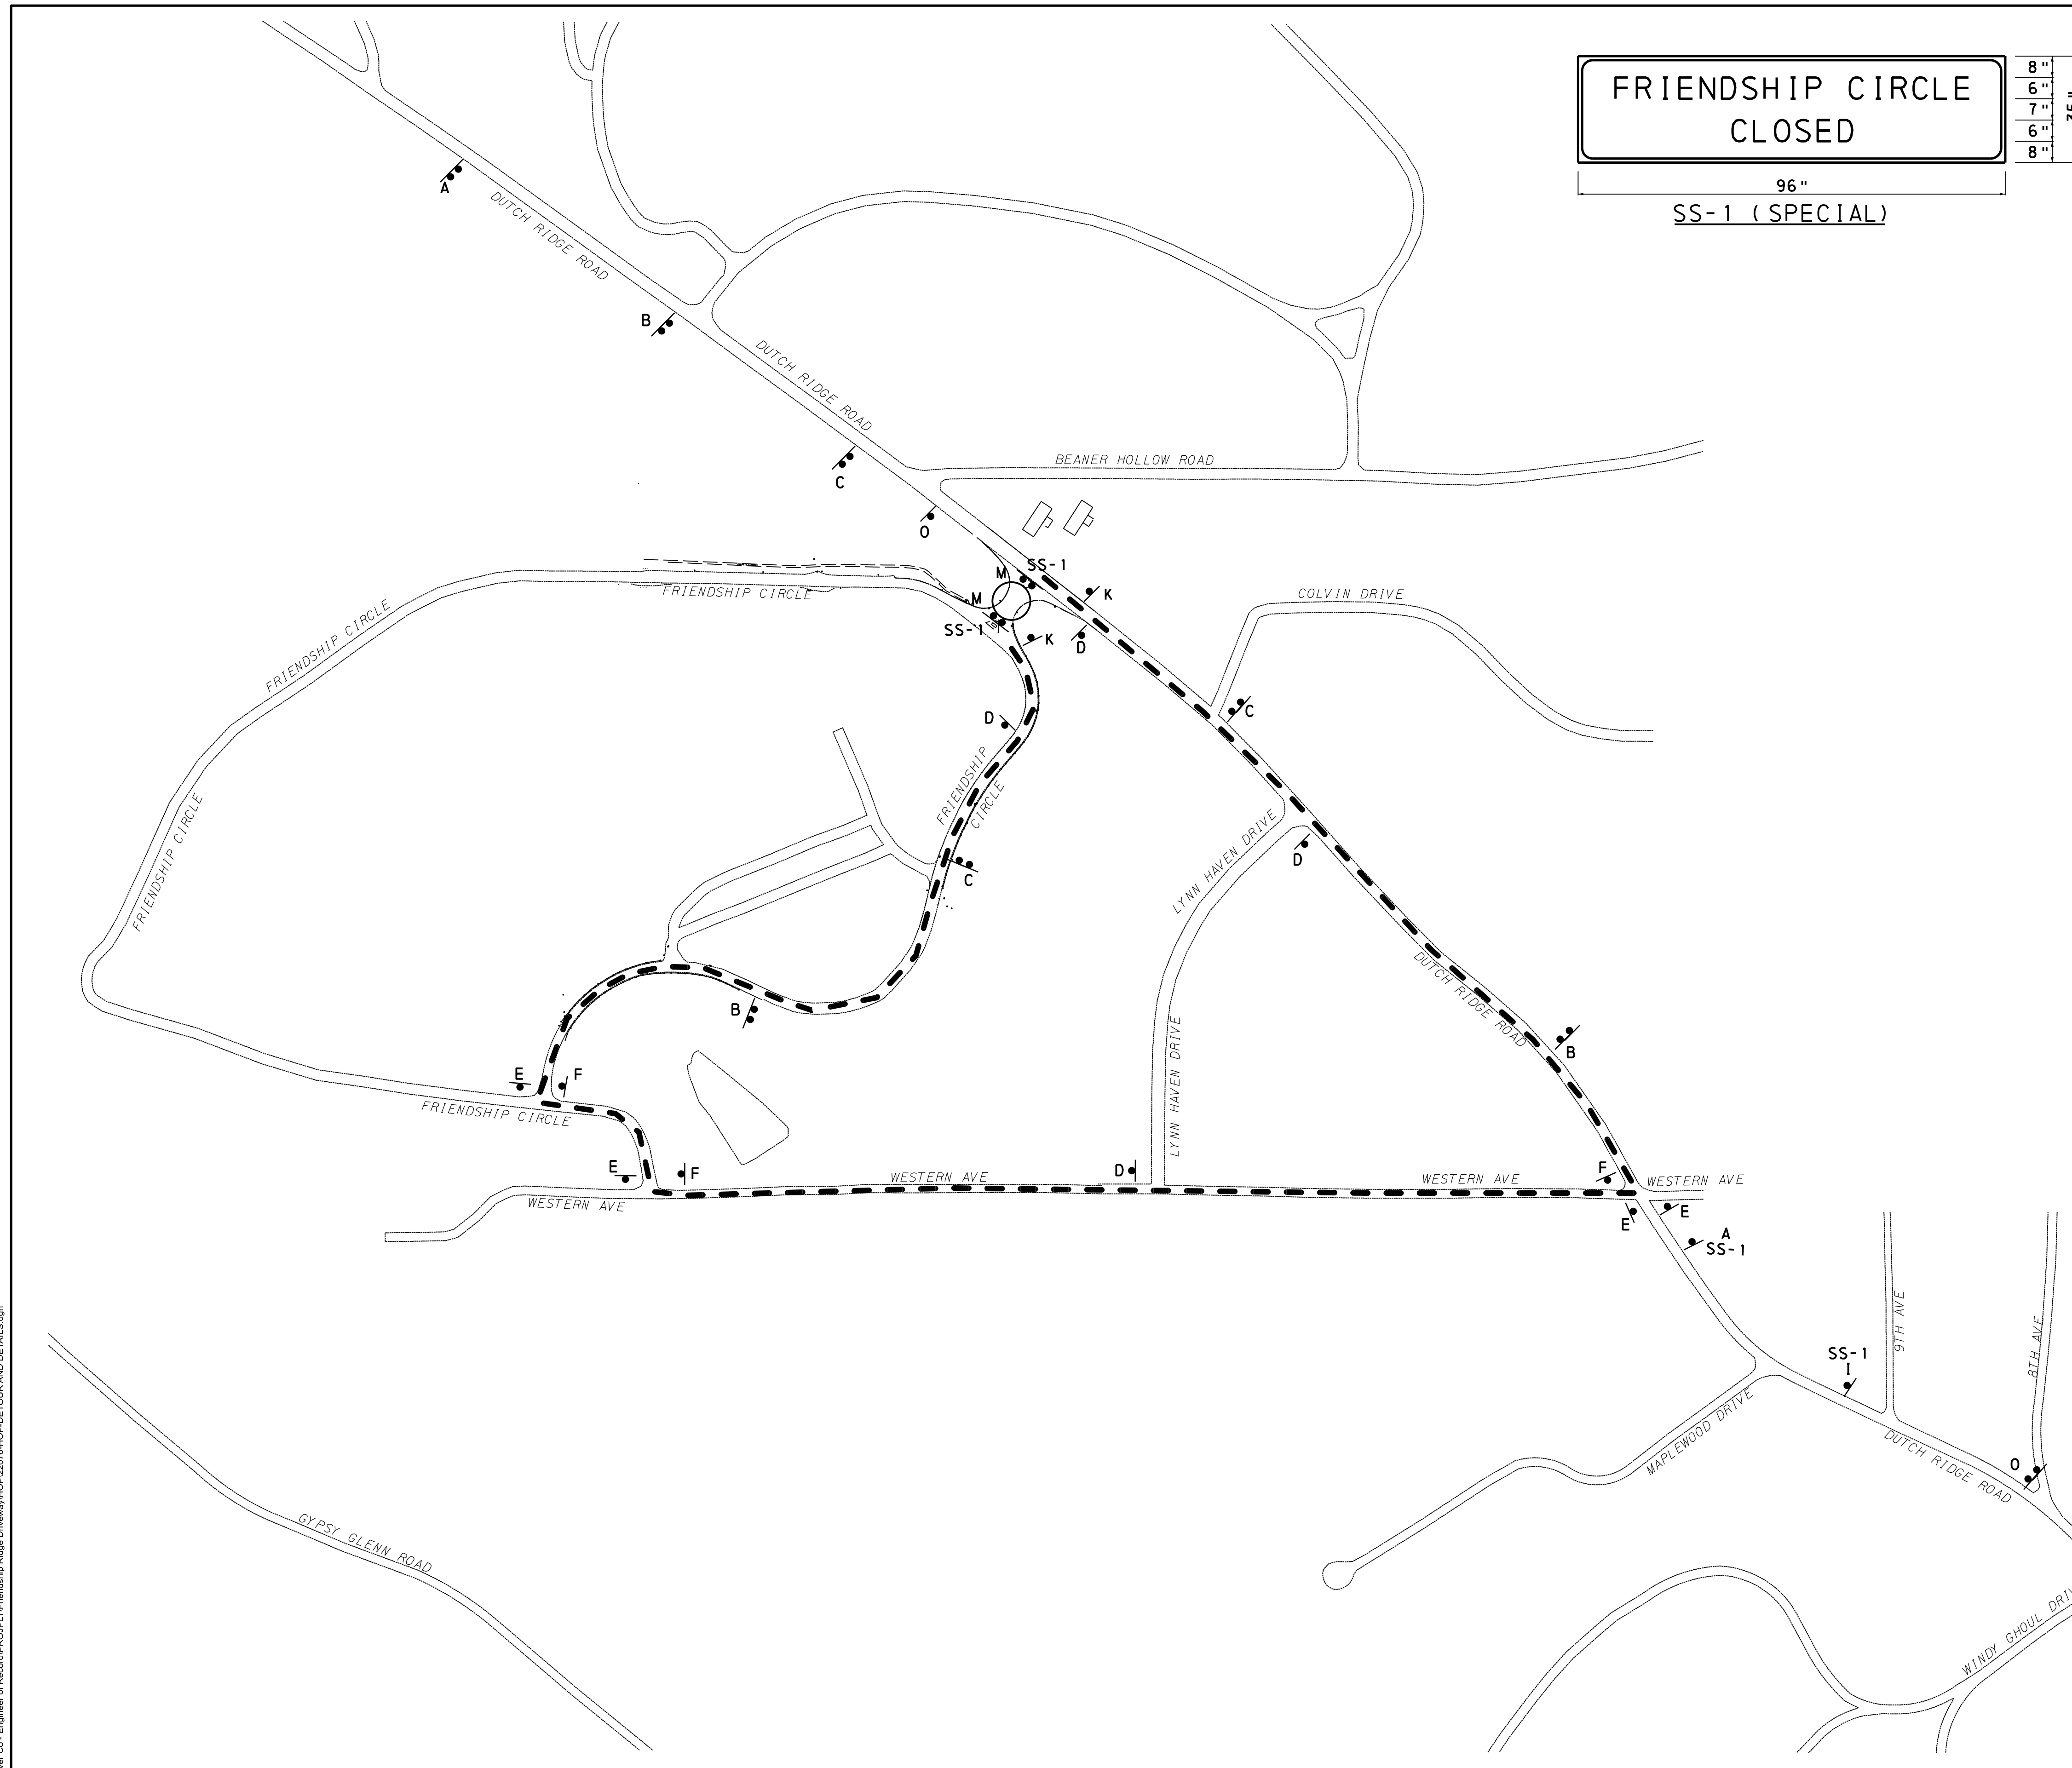 FRIENDSHIP CIRCLE
CLOSED
8"
6"
7"
6"
8"
35"
96"
SS-1 (SPECIAL)
A
DUTCH RIDGE ROAD
B
DUTCH RIDGE ROAD
C
BEANER HOLLOW ROAD
O
SS-1
M
K
FRIENDSHIP CIRCLE
M
SS-1
K
D
COLVIN DRIVE
FRIENDSHIP CIRCLE
C
D
FRIENDSHIP
CIRCLE
FRIENDSHIP CIRCLE
C
LYNN HAVEN DRIVE
D
DUTCH RIDGE ROAD
B
B
LYNN HAVEN DRIVE
E
F
FRIENDSHIP CIRCLE
E
F
WESTERN AVE
WESTERN AVE
D
WESTERN AVE
F
WESTERN AVE
E
E
A
SS-1
9TH AVE
8TH AVE
SS-1
I
MAPLEWOOD DRIVE
DUTCH RIDGE ROAD
O
GYPSY GLENN ROAD
WINDY GHOUL DRIV